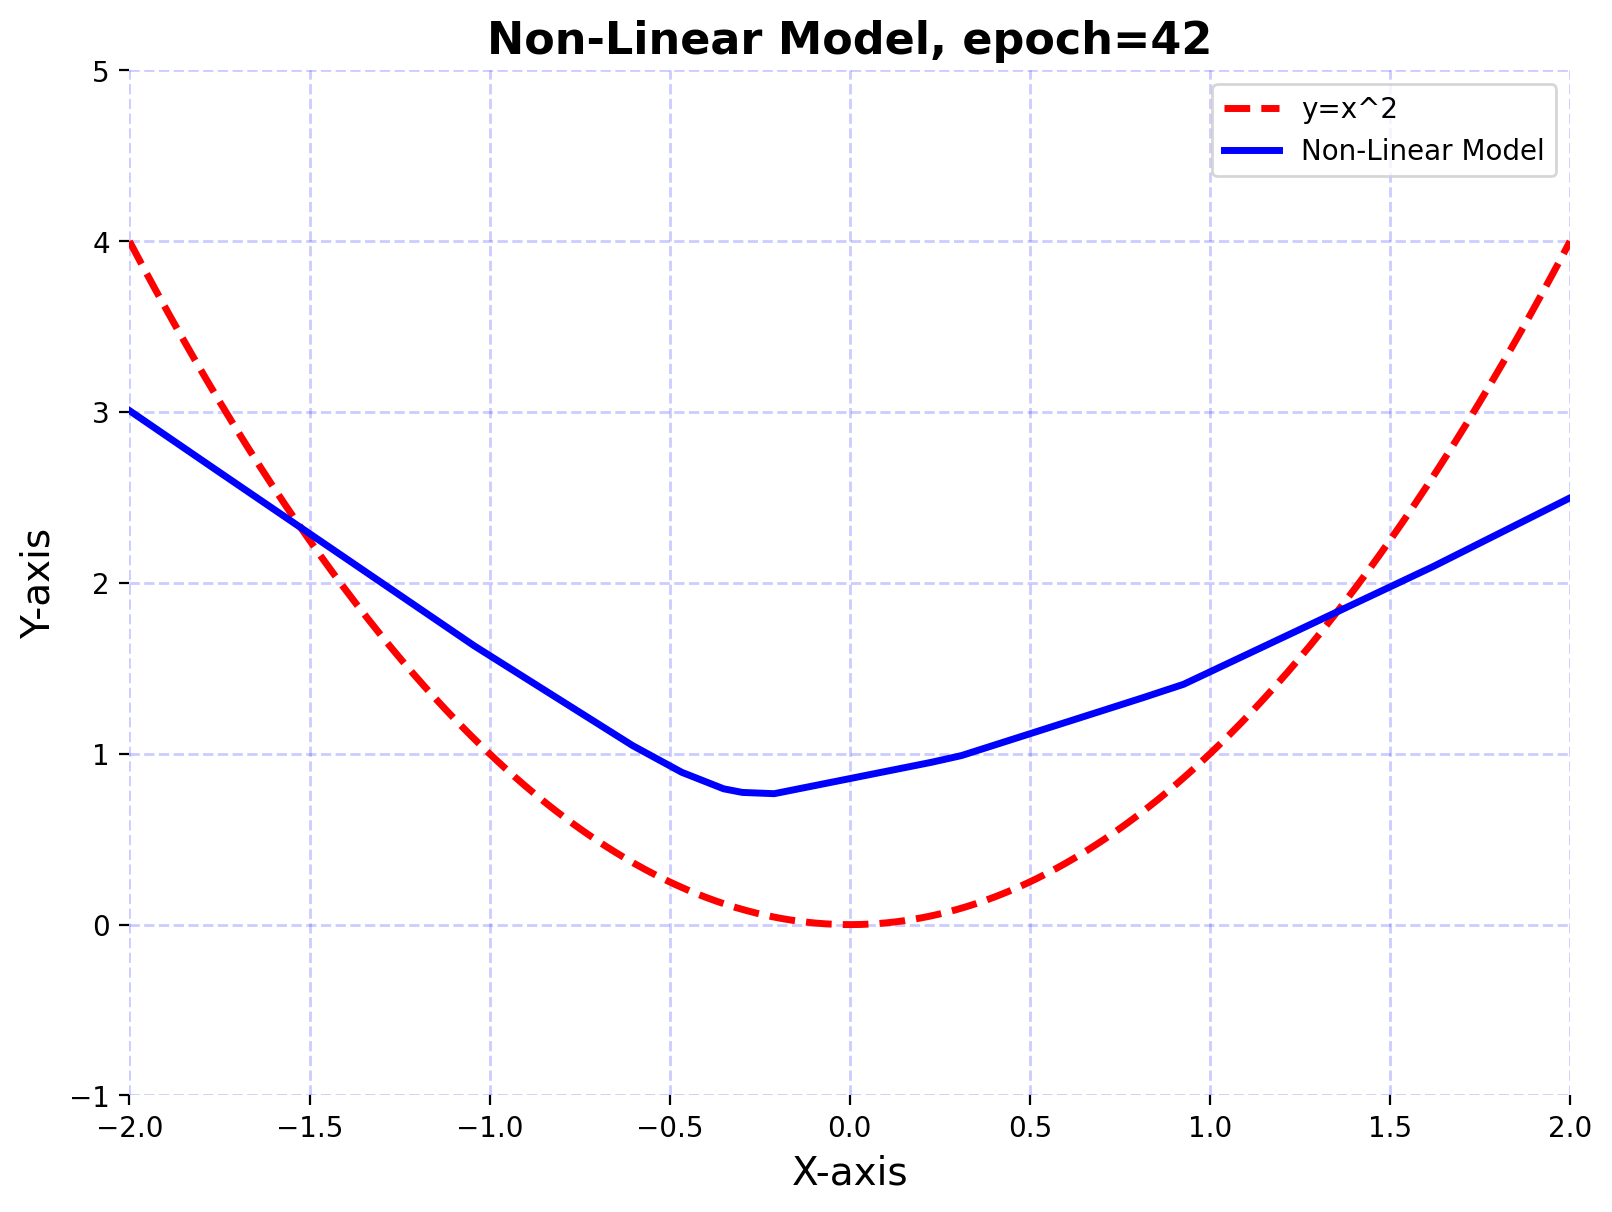 Non-Linear Model, epoch=42
y=x^2
Non-Linear Model
Y-axis
5
4
3
2
1
0
−1
−2.0 −1.5 −1.0 −0.5 0.0 0.5 1.0 1.5 2.0
X-axis